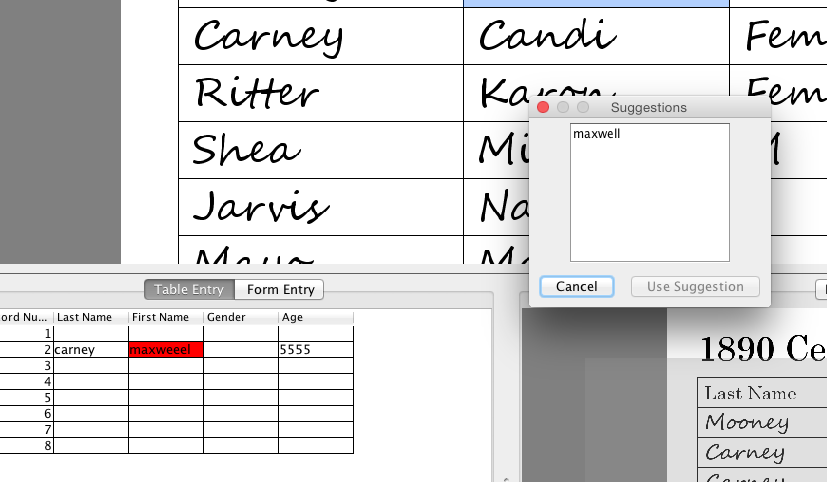 Carney Candi Fem
Ritter Karon Fem
Suggestions
maxwell
Shea Mi
Jarvis Na
Mayo Ma
Cancel Use Suggestion
Table Entry Form Entry
ord Nu... Last Name First Name Gender Age
1
2 carney maxweeel 5555
3
4
5
6
7
8
1890 Ce
Last Name
Mooney
Carney
Carney